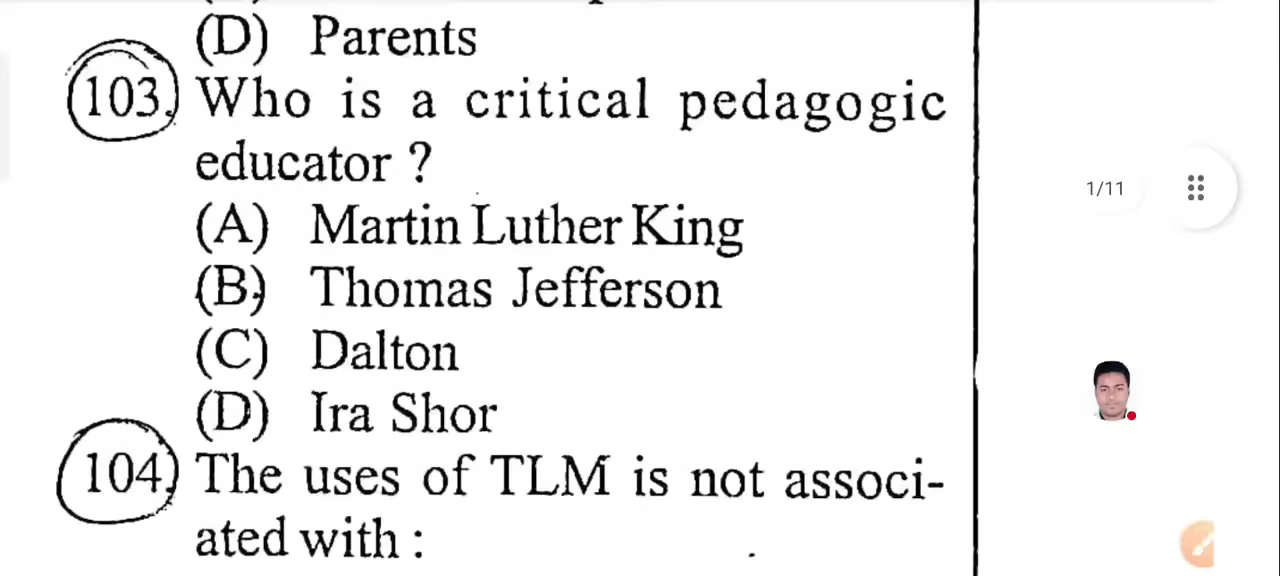 (D) Parents
103. Who is a critical pedagogic
educator ?
(A) Martin Luther King
(B) Thomas Jefferson
(C) Dalton
(D) Ira Shor
104. The uses of TLM is not associ-
ated with :
1/11